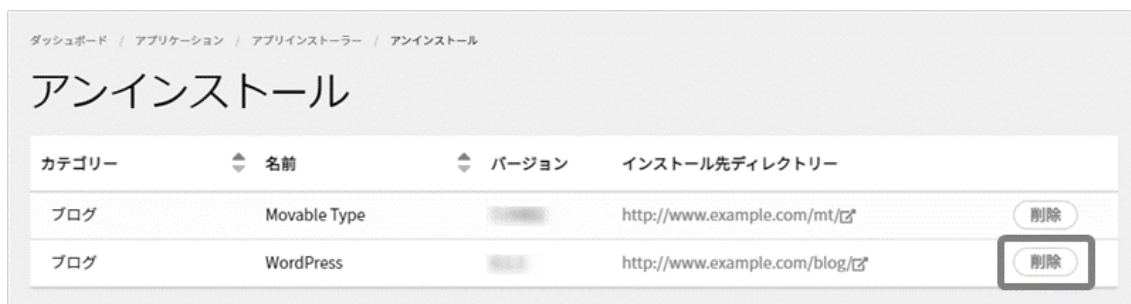 ダッシュボード / アプリケーション / アプリインストーラー / アンインストール
アンインストール
カテゴリー 名前 バージョン インストール先ディレクトリー
ブログ Movable Type http://www.example.com/mt/ 削除
ブログ WordPress http://www.example.com/blog/ 削除